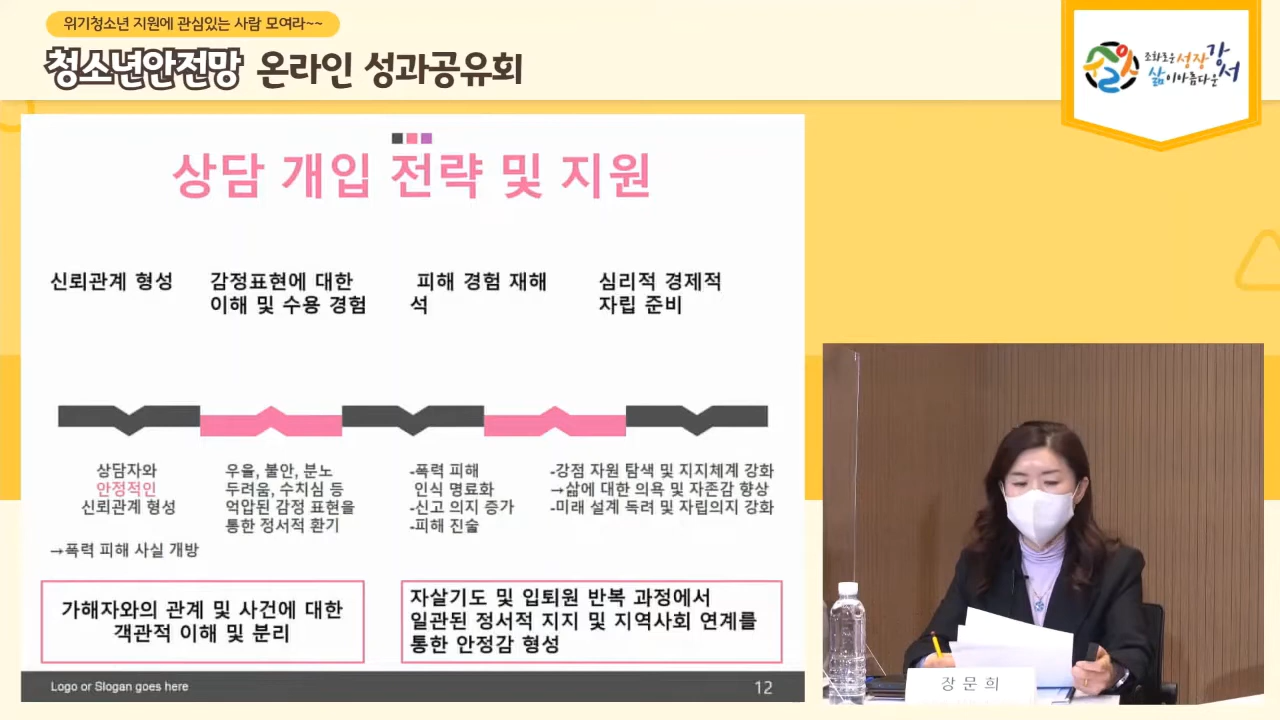 위기청소년 지원에 관심있는 사람 모여라~~
청소년안전망 온라인 성과공유회
조화로운 성장 강서
삶이아름다운
상담 개입 전략 및 지원
신뢰관계 형성
감정표현에 대한
이해 및 수용 경험
피해 경험 재해
석
심리적 경제적
자립 준비
상담자와
안정적인
신뢰관계 형성
→폭력 피해 사실 개방
우울, 불안, 분노
두려움, 수치심 등
억압된 감정 표현을
통한 정서적 환기
-폭력 피해
인식 명료화
-신고 의지 증가
-피해 진술
-강점 자원 탐색 및 지지체계 강화
→삶에 대한 의욕 및 자존감 향상
-미래 설계 독려 및 자립의지 강화
가해자와의 관계 및 사건에 대한
객관적 이해 및 분리
자살기도 및 입퇴원 반복 과정에서
일관된 정서적 지지 및 지역사회 연계를
통한 안정감 형성
Logo or Slogan goes here
12
장 문 희